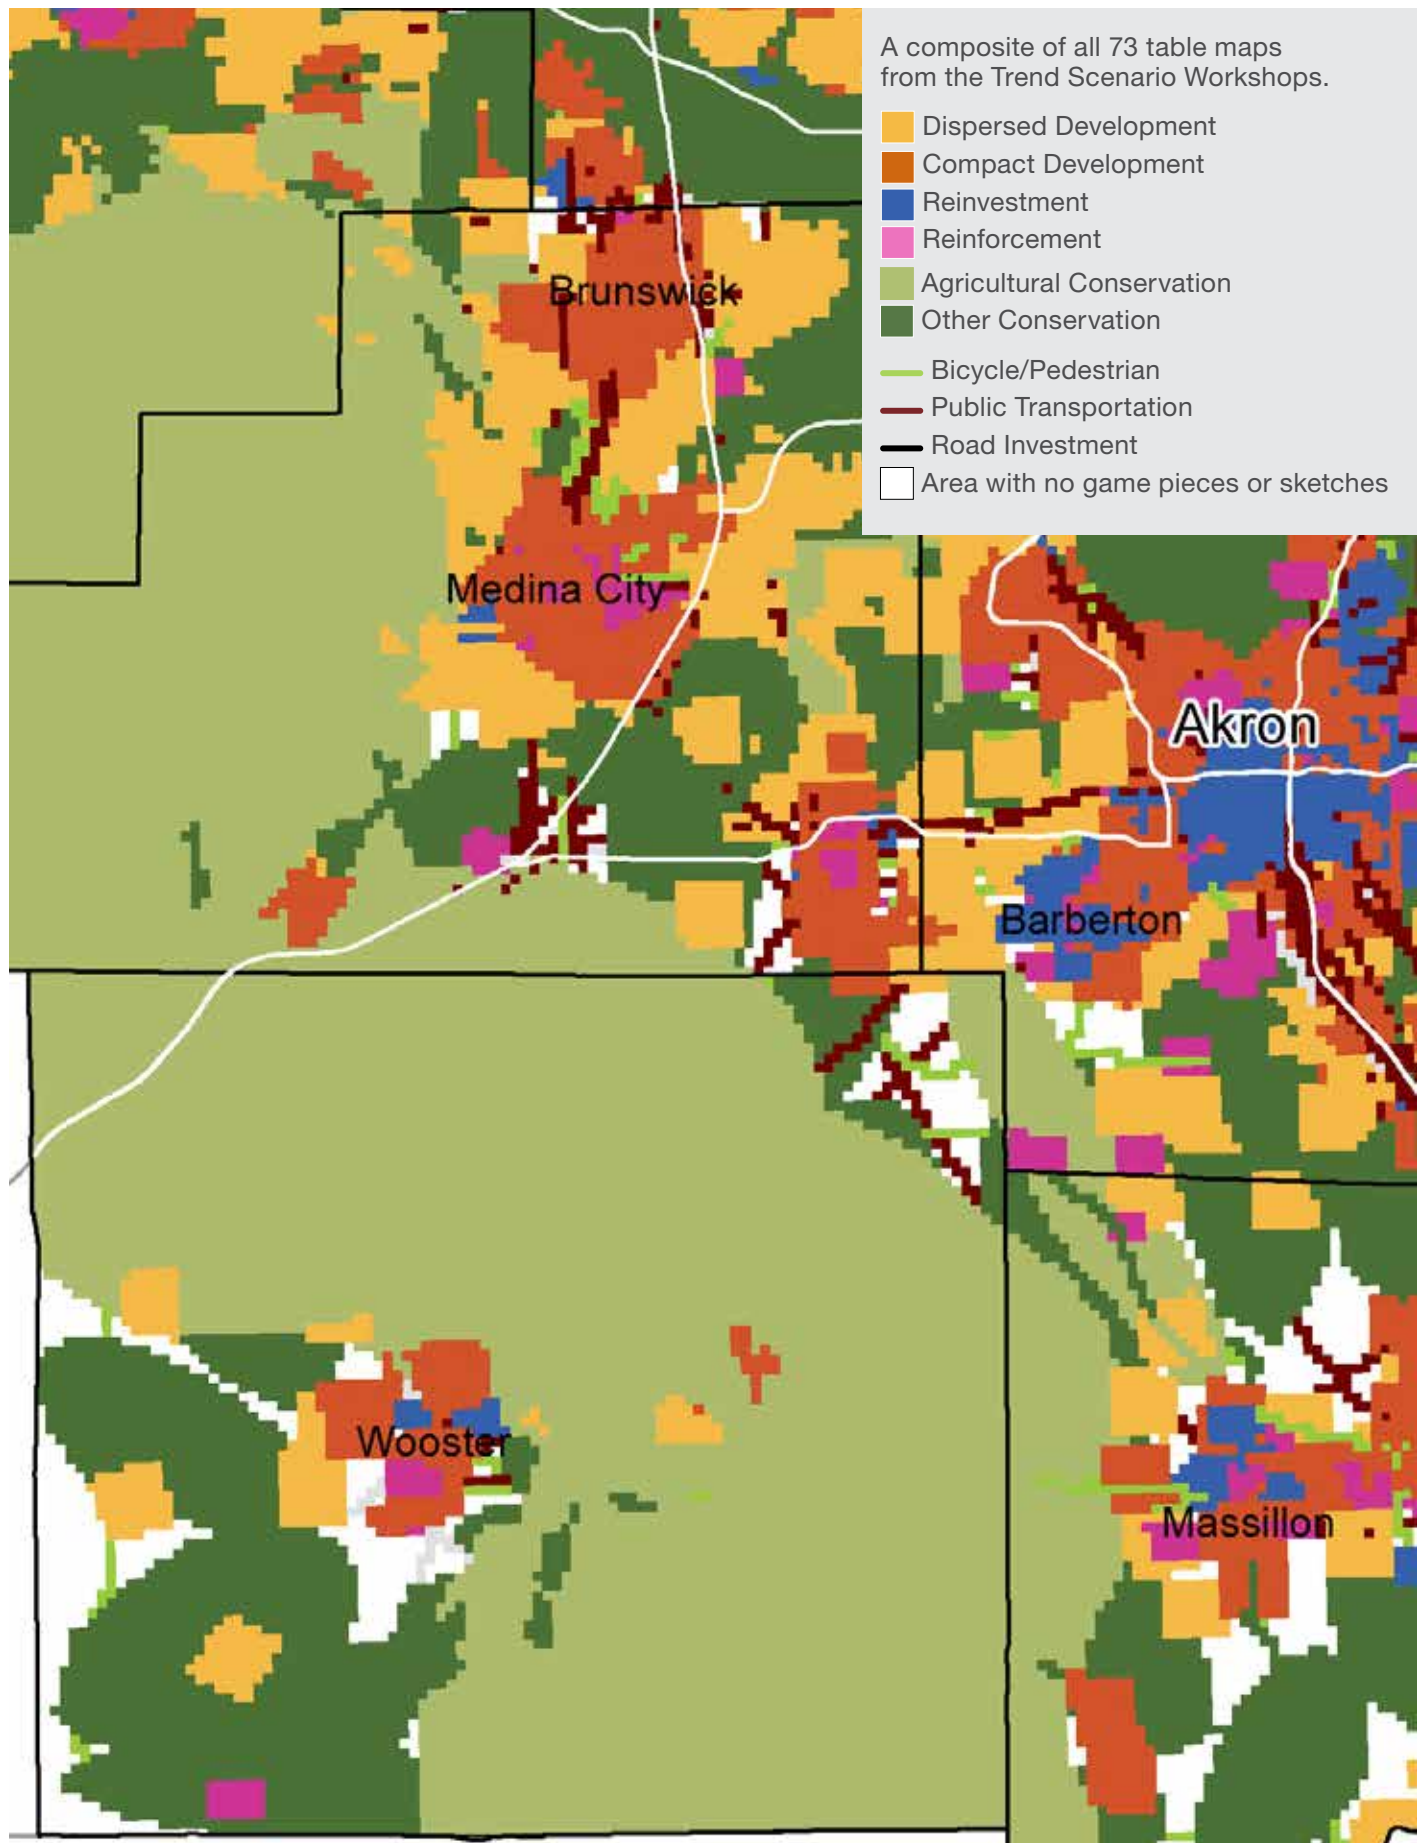 A composite of all 73 table maps
from the Trend Scenario Workshops.
Dispersed Development
Compact Development
Reinvestment
Reinforcement
Agricultural Conservation
Other Conservation
Bicycle/Pedestrian
Public Transportation
Road Investment
Area with no game pieces or sketches
Brunswick
Medina City
Akron
Barberton
Wooster
Massillon